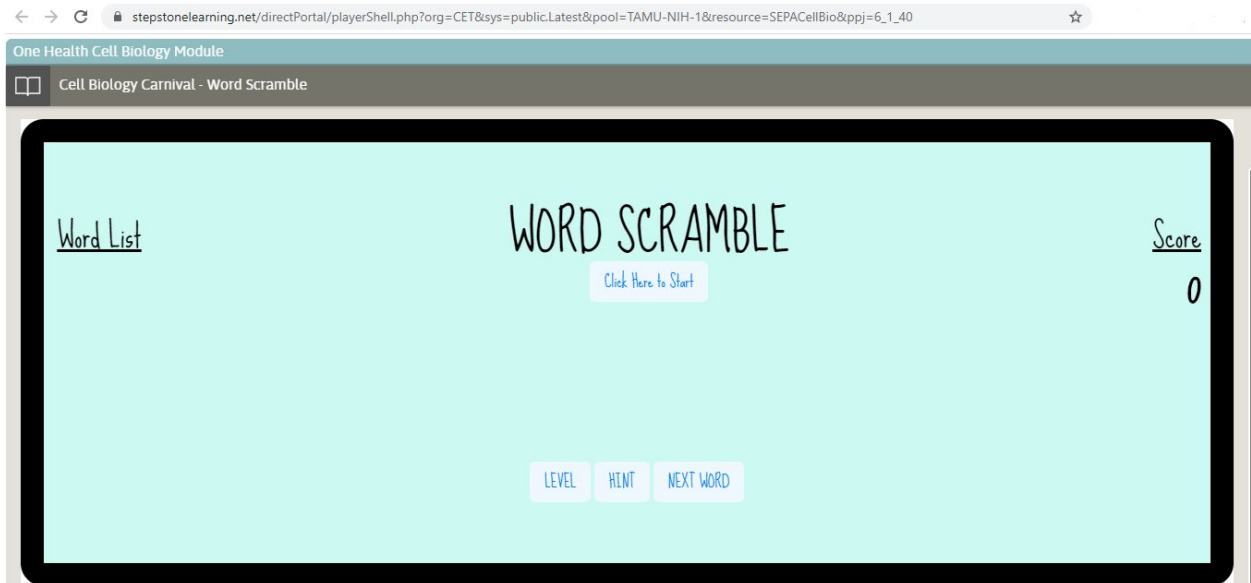 stepstonelearning.net/directPortal/playerShell.php?org=CET&sys=public.Latest&pool=TAMU-NIH-1&resource=SEPACellBio&ppj=6_1_40
One Health Cell Biology Module
Cell Biology Carnival - Word Scramble
Word List
WORD SCRAMBLE
Score
Click Here to Start
0
LEVEL HINT NEXT WORD